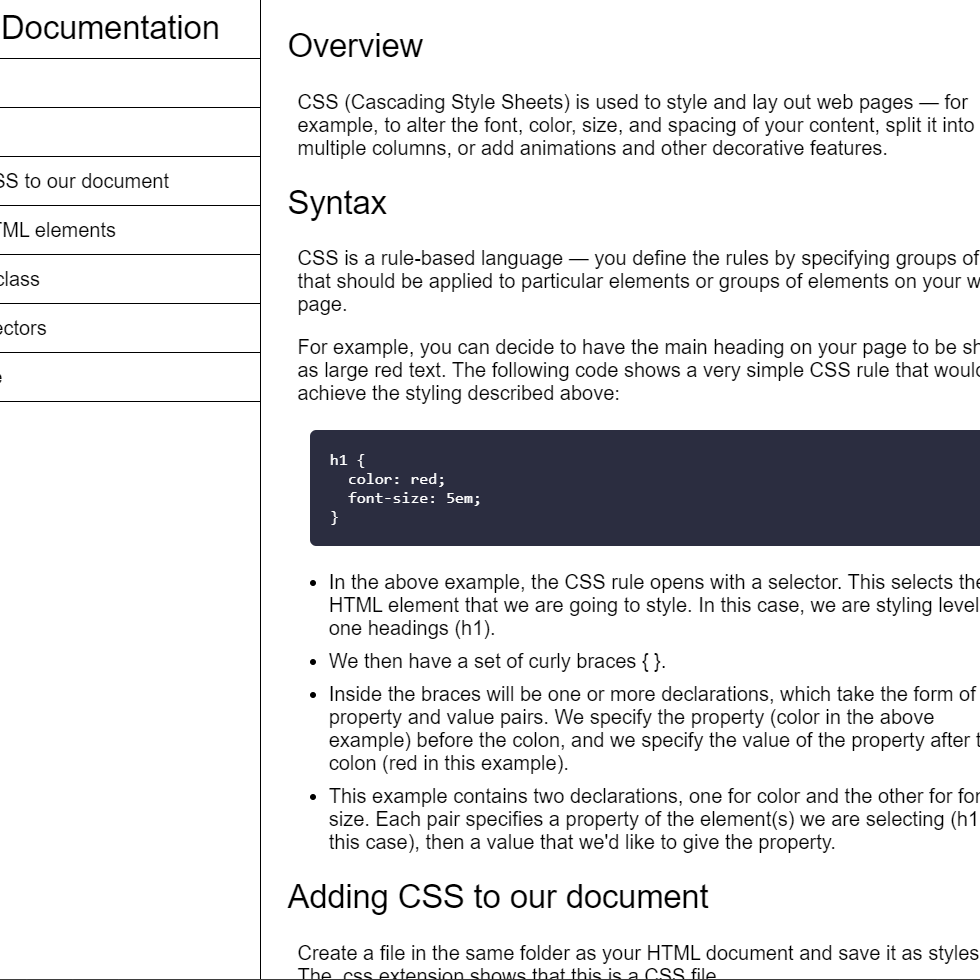 Documentation
SS to our document
TML elements
class
ectors
e
Overview
CSS (Cascading Style Sheets) is used to style and lay out web pages — for
example, to alter the font, color, size, and spacing of your content, split it into
multiple columns, or add animations and other decorative features.
Syntax
CSS is a rule-based language — you define the rules by specifying groups of
that should be applied to particular elements or groups of elements on your w
page.
For example, you can decide to have the main heading on your page to be sh
as large red text. The following code shows a very simple CSS rule that would
achieve the styling described above:
h1 {
color: red;
font-size: 5em;
}
In the above example, the CSS rule opens with a selector. This selects the
HTML element that we are going to style. In this case, we are styling level
one headings (h1).
We then have a set of curly braces { }.
Inside the braces will be one or more declarations, which take the form of
property and value pairs. We specify the property (color in the above
example) before the colon, and we specify the value of the property after t
colon (red in this example).
This example contains two declarations, one for color and the other for for
size. Each pair specifies a property of the element(s) we are selecting (h1
this case), then a value that we'd like to give the property.
Adding CSS to our document
Create a file in the same folder as your HTML document and save it as styles
The .css extension shows that this is a CSS file.